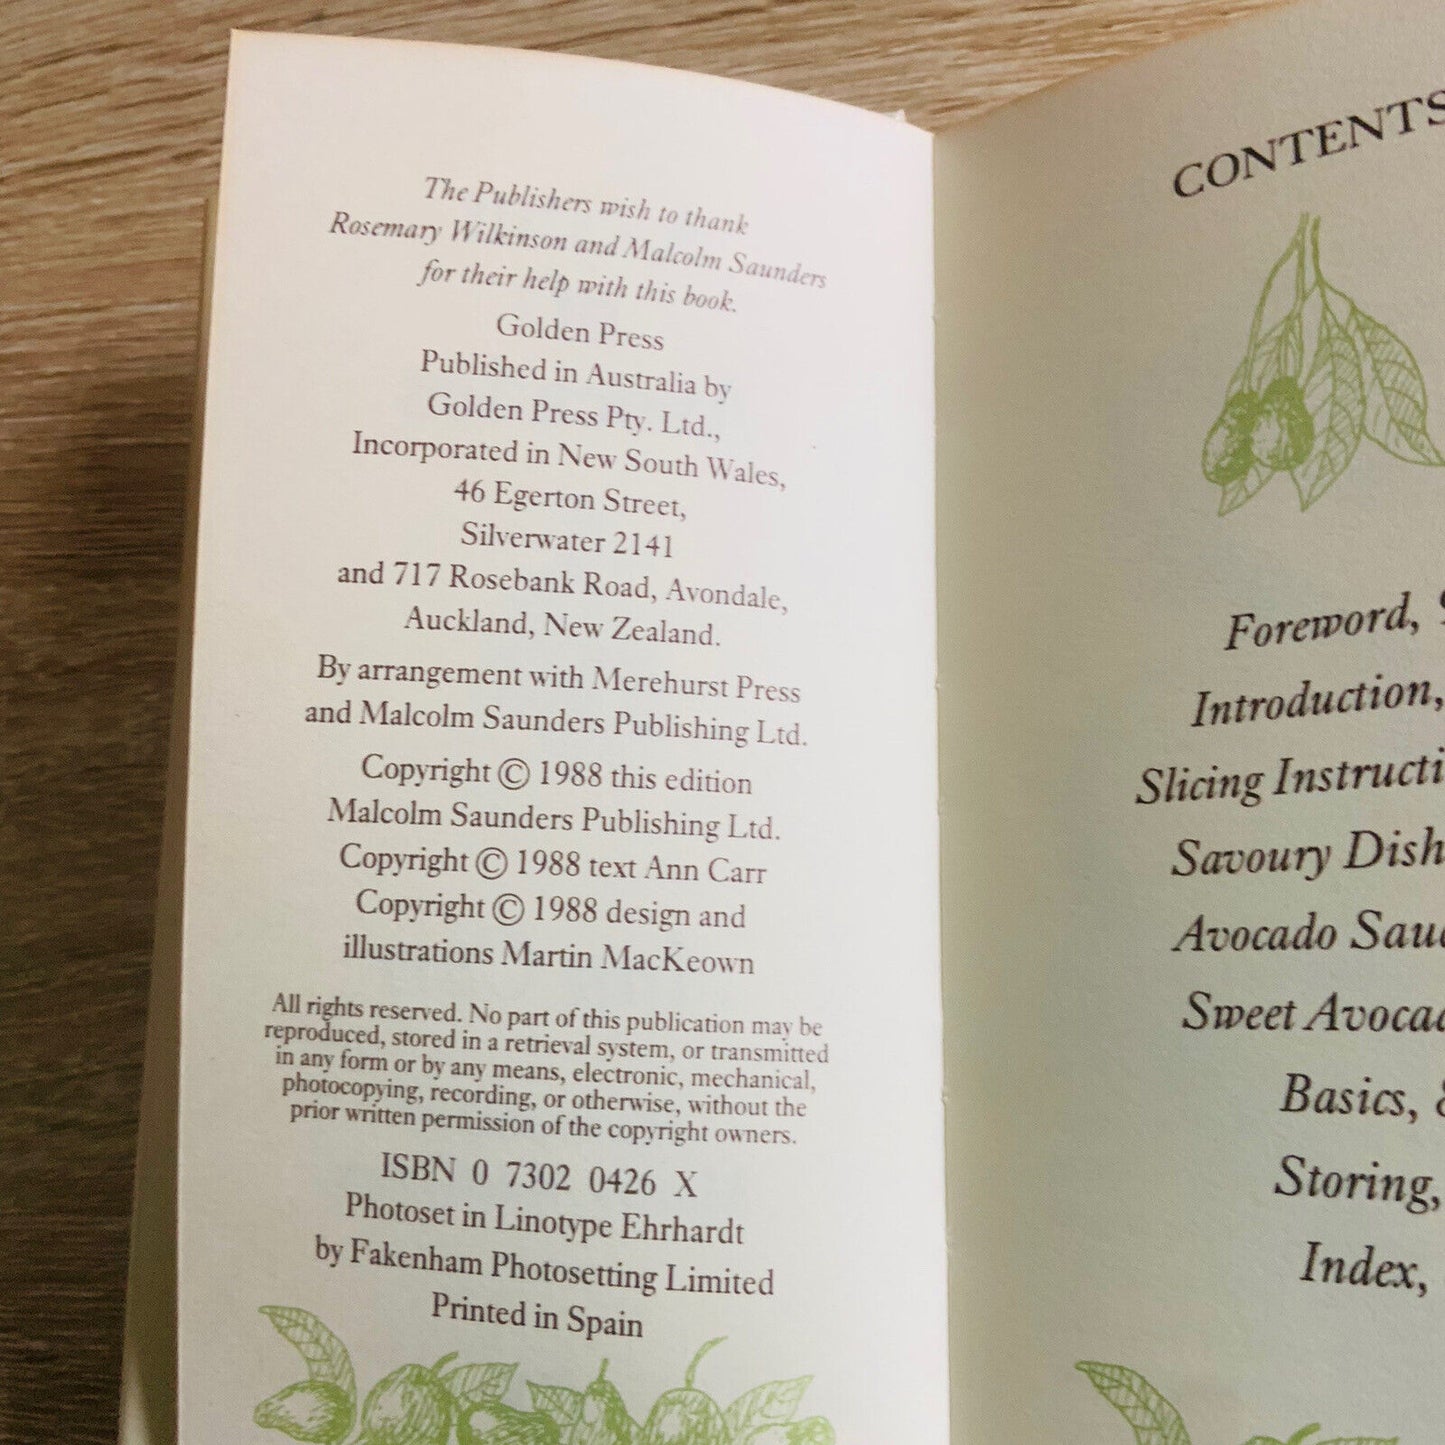 The Publishers wish to thank
Rosemary Wilkinson and Malcolm Saunders
for their help with this book.
Golden Press
Published in Australia by
Golden Press Pty. Ltd.,
Incorporated in New South Wales,
46 Egerton Street,
Silverwater 2141
and 717 Rosebank Road, Avondale,
Auckland, New Zealand.
By arrangement with Merehurst Press
and Malcolm Saunders Publishing Ltd.
Copyright © 1988 this edition
Malcolm Saunders Publishing Ltd.
Copyright © 1988 text Ann Carr
Copyright © 1988 design and
illustrations Martin MacKeown
All rights reserved. No part of this publication may be
reproduced, stored in a retrieval system, or transmitted
in any form or by any means, electronic, mechanical,
photocopying, recording, or otherwise, without the
prior written permission of the copyright owners.
ISBN 0 7302 0426 X
Photoset in Linotype Ehrhardt
by Fakenham Photosetting Limited
Printed in Spain
CONTENTS
Foreword,
Introduction,
Slicing
Savoury
Avocado
Sweet
Basics,
Storing,
Index,